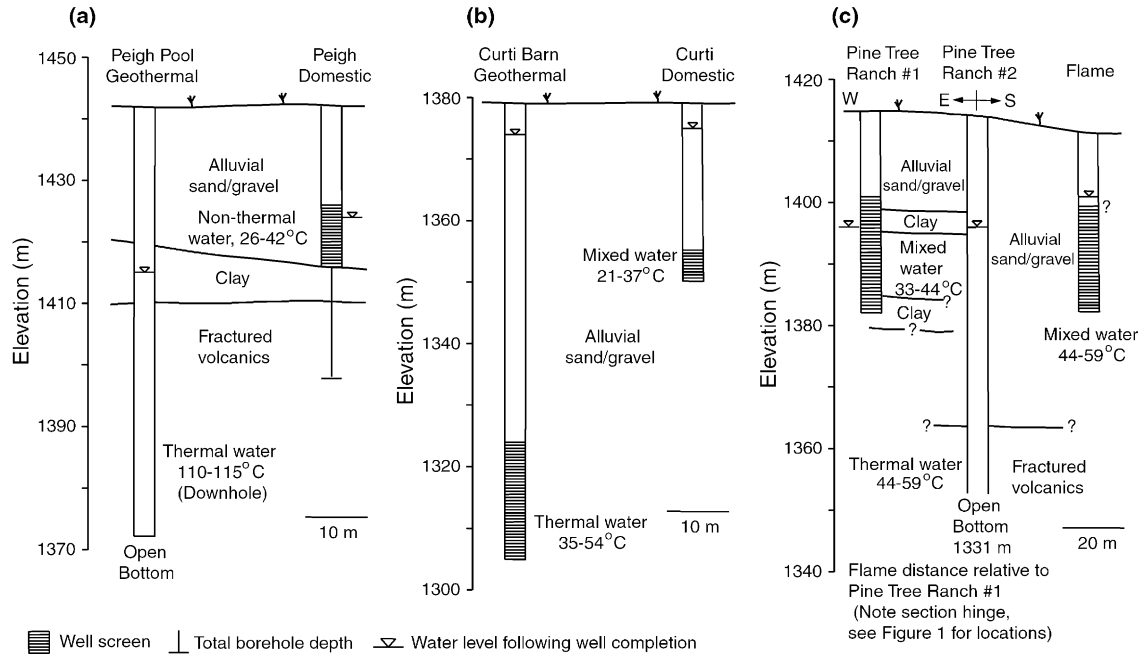 (a)
Peigh Pool
Geothermal
Peigh
Domestic
1450
1430
1410
1390
1370
Elevation (m)
Alluvial
sand/gravel
Non-thermal
water, 26-42°C
Clay
Fractured
volcanics
Thermal water
110-115°C
(Downhole)
10 m
Open
Bottom
(b)
Curti Barn
Geothermal
Curti
Domestic
1380
1360
1340
1320
1300
Elevation (m)
Mixed water
21-37°C
Alluvial
sand/gravel
Thermal water
35-54°C
10 m
(c)
Pine Tree
Ranch #1
Pine Tree
Ranch #2
Flame
W
E
S
1420
1400
1380
1360
1340
Elevation (m)
Alluvial
sand/gravel
Clay
Mixed
water
33-44°C
?
Clay
?
Alluvial
sand/gravel
?
Mixed water
44-59°C
?
?
Thermal water
44-59°C
Fractured
volcanics
Open
Bottom
1331 m
20 m
Flame distance relative to
Pine Tree Ranch #1
(Note section hinge,
see Figure 1 for locations)
Well screen
Total borehole depth
Water level following well completion